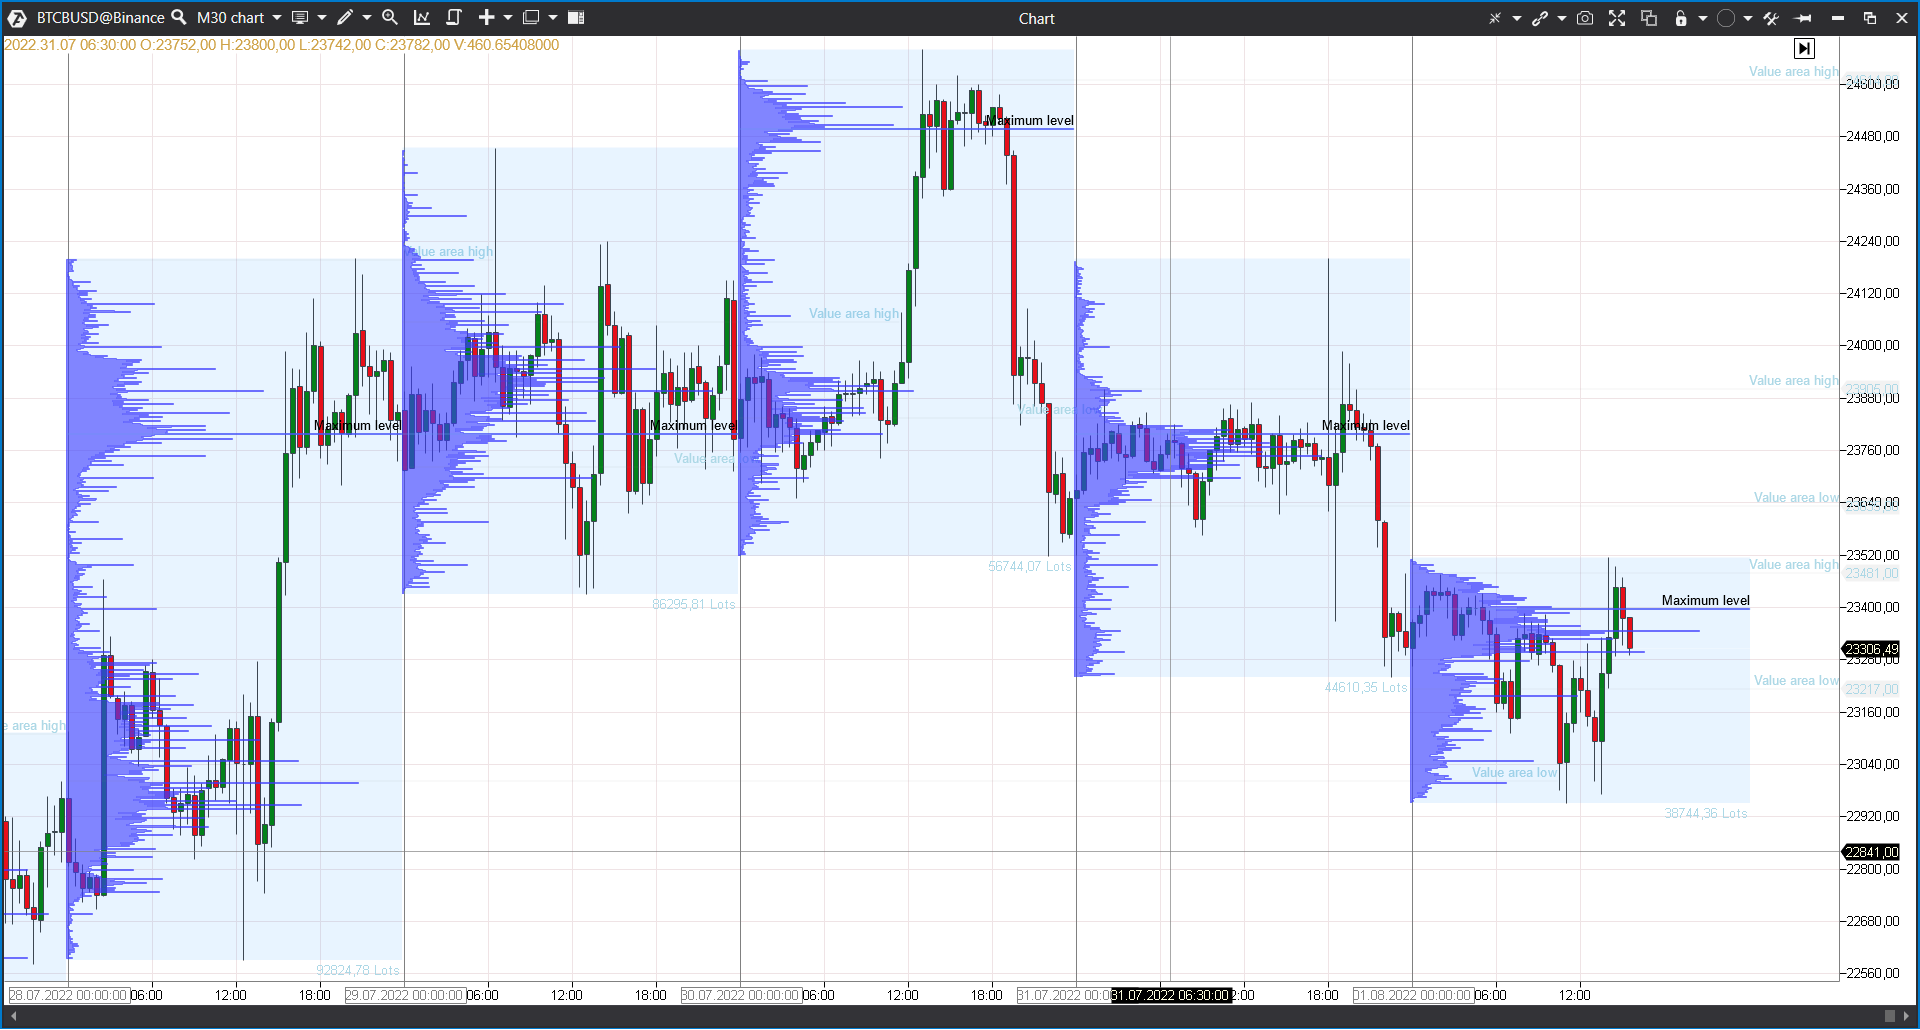 BTCBUSD@Binance M30 chart
Chart
2022.31.07 06:30:00 O:23752,00 H:23800,00 L:23742,00 C:23782,00 V:460.65408000
Value area high
24600,00
Maximum level
24480,00
24360,00
Value area high
24240,00
24120,00
Value area high
24000,00
Value area high
23905,00
23880,00
Value area low
Maximum level
Maximum level
Maximum level
23760,00
Value area lo
Value area low
23640,00
23520,00
56744,07 Lots
Value area high
23481,00
86295,81 Lots
Maximum level
23400,00
23306,49
23280,00
44610,35 Lots
Value area low
23217,00
23160,00
e area high
23040,00
Value area low
38744,36 Lots
22920,00
22841,00
22800,00
22680,00
92824,78 Lots
22560,00
28.07.2022 00:00:00 06:00 12:00 18:00 29.07.2022 00:00:00 06:00 12:00 18:00 30.07.2022 00:00:00 06:00 12:00 18:00 31.07.2022 00:0 31.07.2022 06:30:00 2:00 18:00 01.08.2022 00:00:00 06:00 12:00